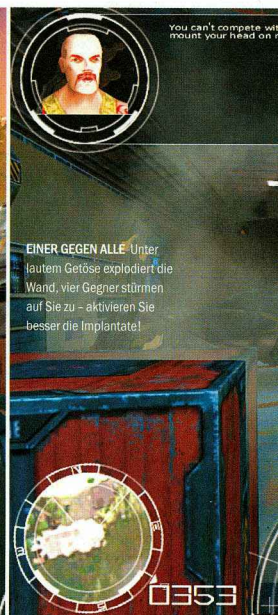 You can't compete wit
mount your head on
EINER GEGEN ALLE Unter
lautem Getöse explodiert die
Wand, vier Gegner stürmen
auf Sie zu – aktivieren Sie
besser die Implantate!
E
N
0353